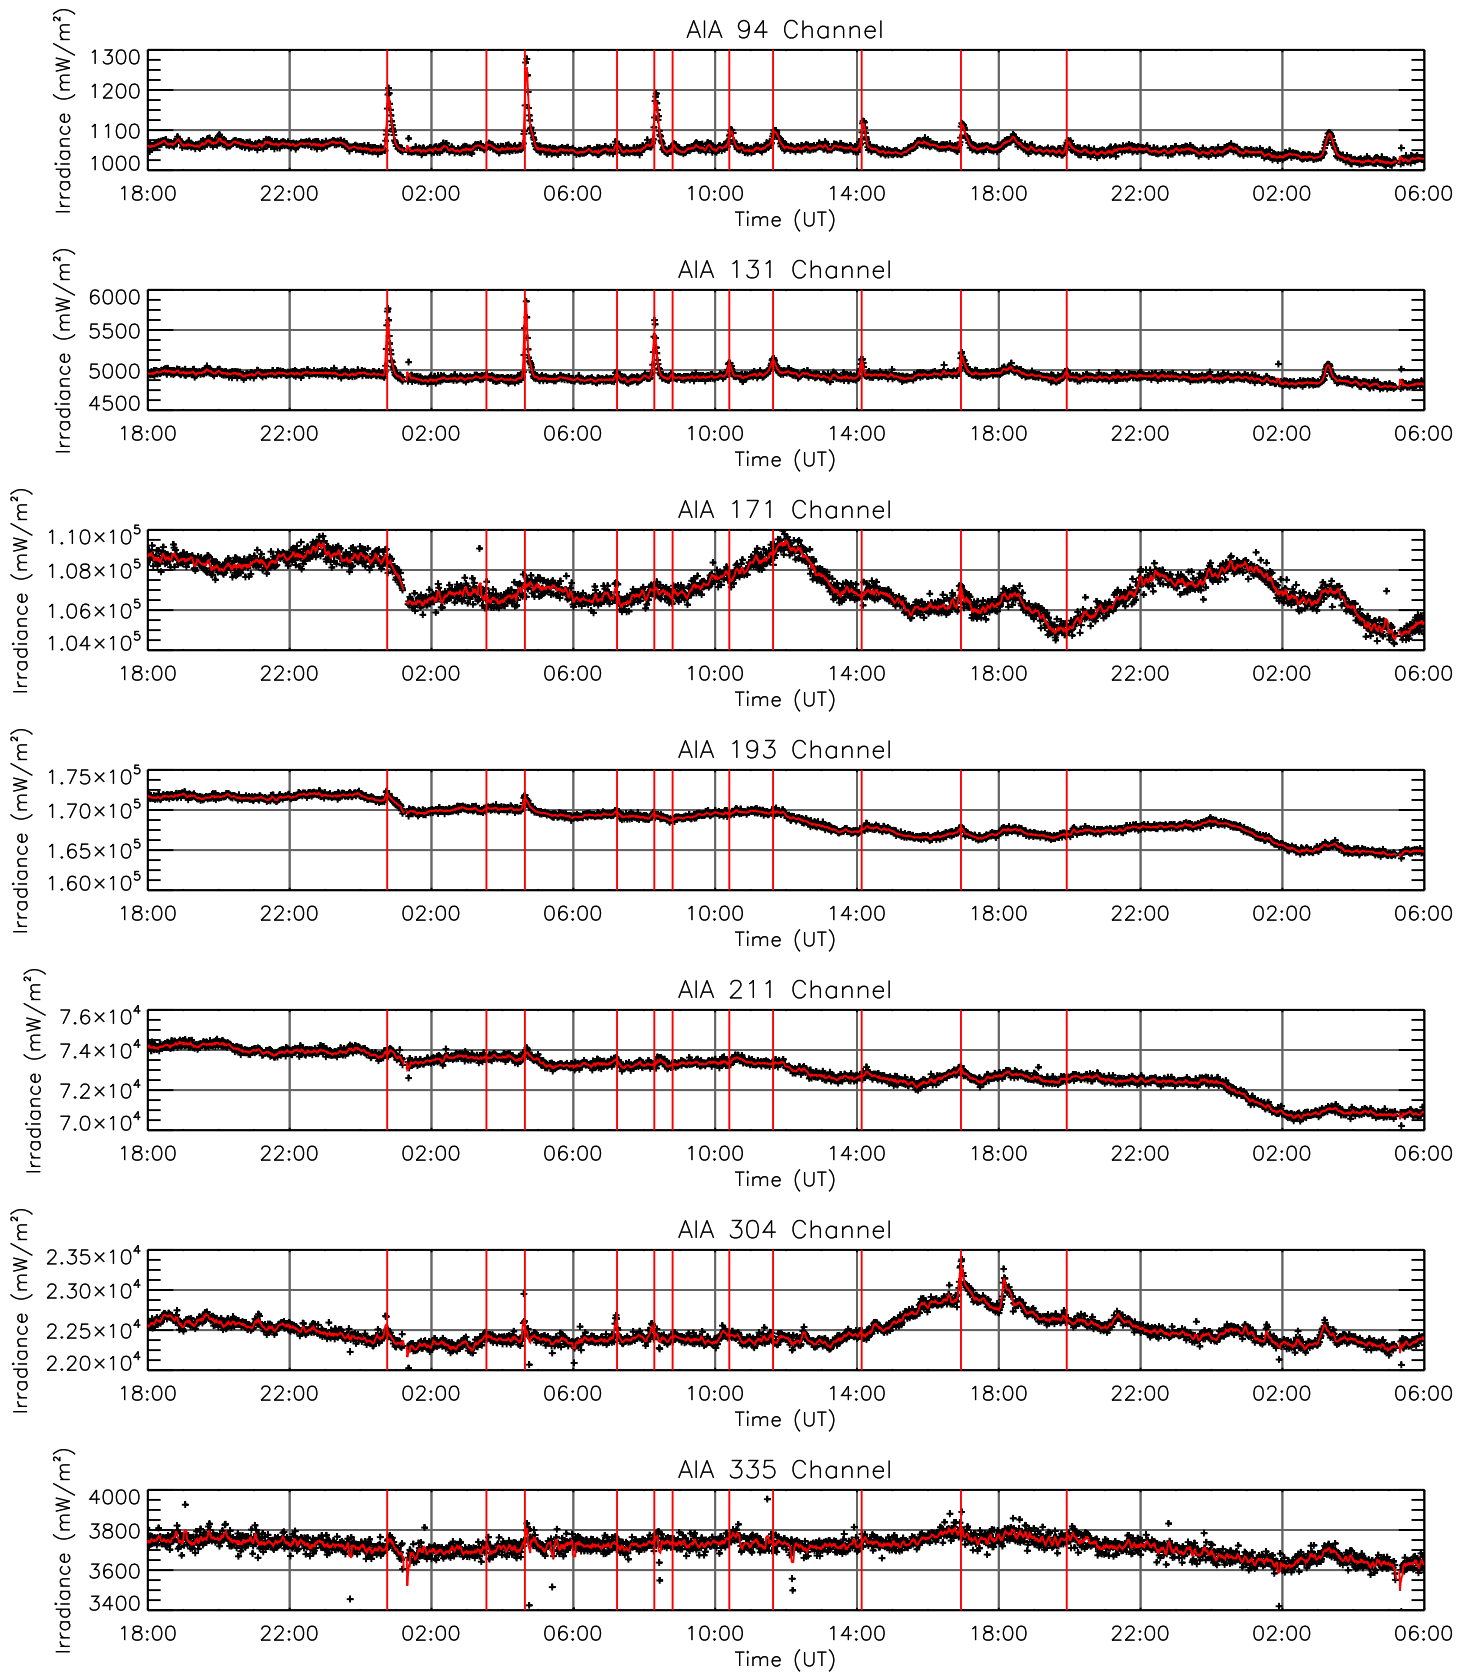 AIA 94 Channel
Irradiance (mW/m²)
1300
1200
1100
1000
18:00 22:00 02:00 06:00 10:00 14:00 18:00 22:00 02:00 06:00
Time (UT)
AIA 131 Channel
Irradiance (mW/m²)
6000
5500
5000
4500
18:00 22:00 02:00 06:00 10:00 14:00 18:00 22:00 02:00 06:00
Time (UT)
AIA 171 Channel
Irradiance (mW/m²)
1.10×10⁵
1.08×10⁵
1.06×10⁵
1.04×10⁵
18:00 22:00 02:00 06:00 10:00 14:00 18:00 22:00 02:00 06:00
Time (UT)
AIA 193 Channel
Irradiance (mW/m²)
1.75×10⁵
1.70×10⁵
1.65×10⁵
1.60×10⁵
18:00 22:00 02:00 06:00 10:00 14:00 18:00 22:00 02:00 06:00
Time (UT)
AIA 211 Channel
Irradiance (mW/m²)
7.6×10⁴
7.4×10⁴
7.2×10⁴
7.0×10⁴
18:00 22:00 02:00 06:00 10:00 14:00 18:00 22:00 02:00 06:00
Time (UT)
AIA 304 Channel
Irradiance (mW/m²)
2.35×10⁴
2.30×10⁴
2.25×10⁴
2.20×10⁴
18:00 22:00 02:00 06:00 10:00 14:00 18:00 22:00 02:00 06:00
Time (UT)
AIA 335 Channel
Irradiance (mW/m²)
4000
3800
3600
3400
18:00 22:00 02:00 06:00 10:00 14:00 18:00 22:00 02:00 06:00
Time (UT)